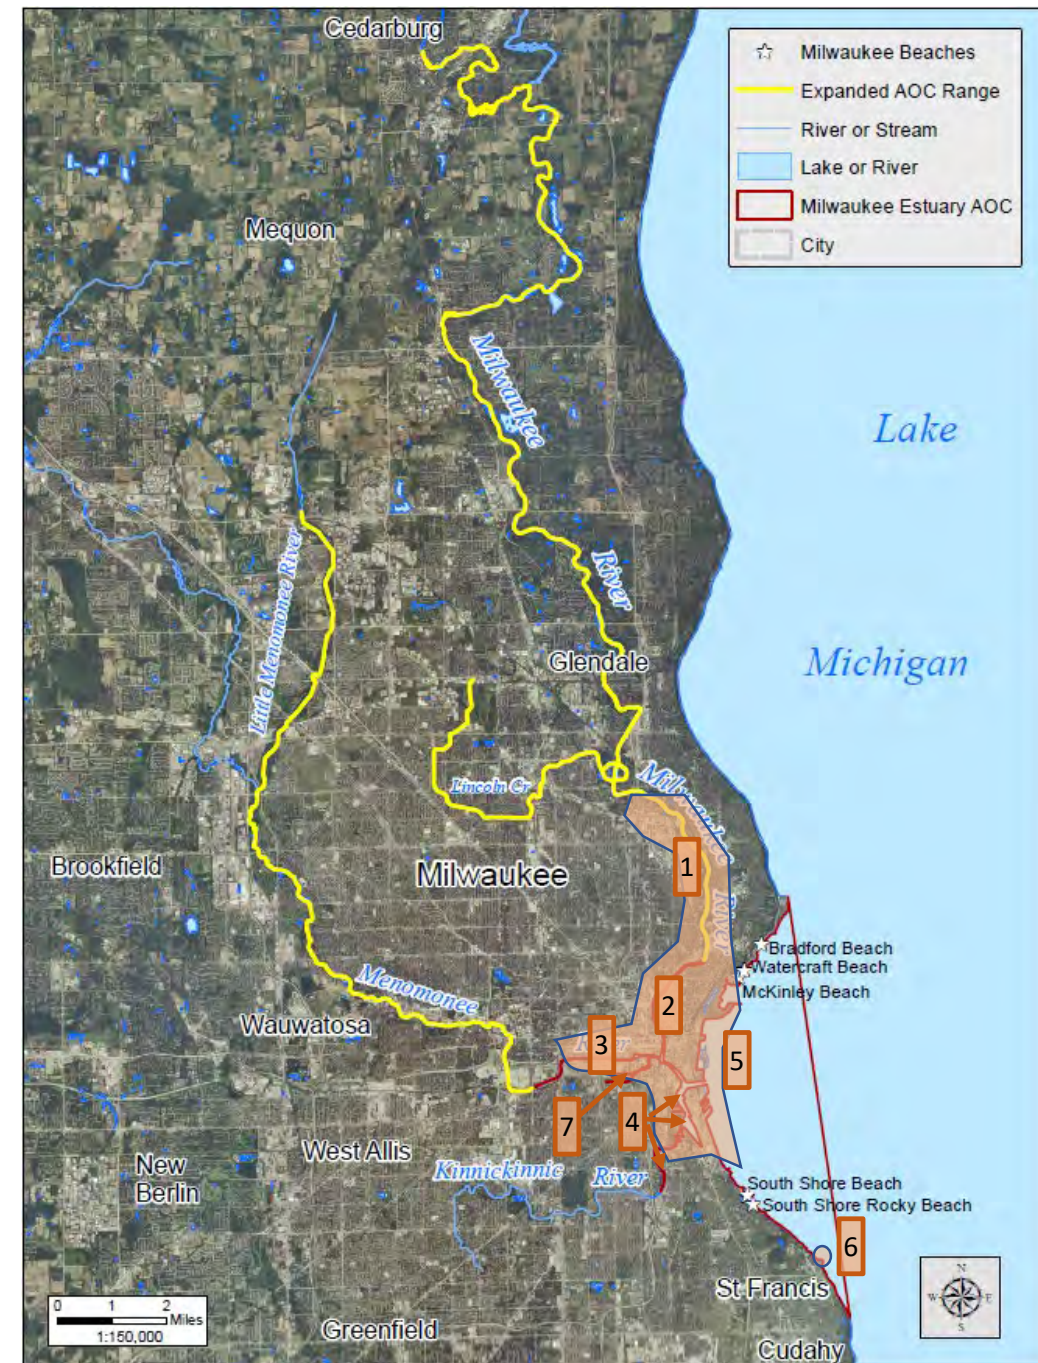 Cedarburg
Milwaukee Beaches
Expanded AOC Range
River or Stream
Lake or River
Milwaukee Estuary AOC
City
Mequon
Milwaukee
River
Lake
Michigan
Little Menomonee River
Glendale
Lincoln Cr
Milwaukee
River
1
Brookfield
Milwaukee
Bradford Beach
Watercraft Beach
McKinley Beach
Menomonee
River
Wauwatosa
2
3
5
4
7
West Allis
New
Berlin
Kinnickinnic
River
South Shore Beach
South Shore Rocky Beach
6
St Francis
N
W
E
S
0 1 2
Miles
1:150,000
Greenfield
Cudahy